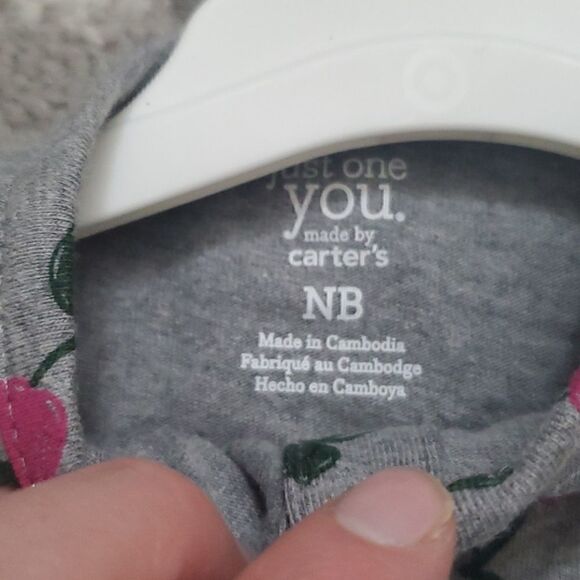 just one
you.
made by
carter's
NB
Made in Cambodia
Fabriqué au Cambodge
Hecho en Camboya